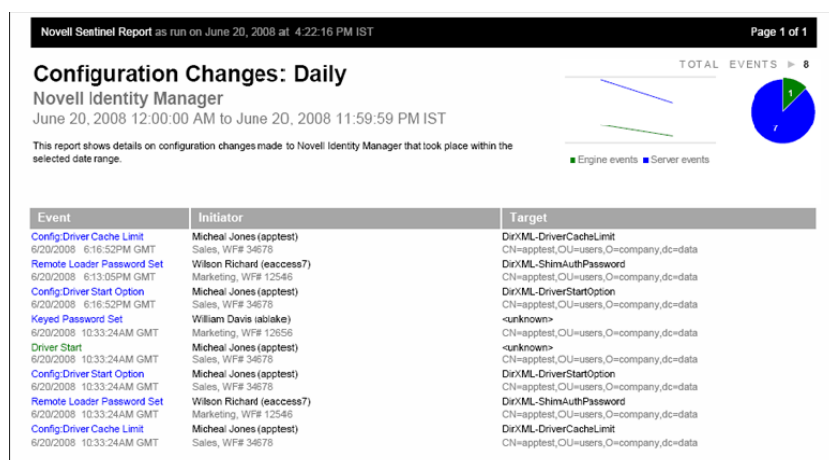 Novell Sentinel Report as run on June 20, 2008 at 4:22:16 PM IST Page 1 of 1
TOTAL EVENTS ▶ 8
Configuration Changes: Daily
Novell Identity Manager
June 20, 2008 12:00:00 AM to June 20, 2008 11:59:59 PM IST
This report shows details on configuration changes made to Novell Identity Manager that took place within the
selected date range.
1
7
Engine events Server events
Event Initiator Target
Config:Driver Cache Limit Micheal Jones (apptest) DirXML-DriverCacheLimit
6/20/2008 6:16:52PM GMT Sales, WF# 34678 CN=apptest,OU=users,O=company,dc=data
Remote Loader Password Set Wilson Richard (eaccess7) DirXML-ShimAuthPassword
6/20/2008 6:13:05PM GMT Marketing, WF# 12546 CN=apptest,OU=users,O=company,dc=data
Config:Driver Start Option Micheal Jones (apptest) DirXML-DriverStartOption
6/20/2008 6:16:52PM GMT Sales, WF# 34678 CN=apptest,OU=users,O=company,dc=data
Keyed Password Set William Davis (ablake) <unknown>
6/20/2008 10:33:24AM GMT Marketing, WF# 12656 CN=apptest,OU=users,O=company,dc=data
Driver Start Micheal Jones (apptest) <unknown>
6/20/2008 10:33:24AM GMT Sales, WF# 34678 CN=apptest,OU=users,O=company,dc=data
Config:Driver Start Option Micheal Jones (apptest) DirXML-DriverStartOption
6/20/2008 10:33:24AM GMT Sales, WF# 34678 CN=apptest,OU=users,O=company,dc=data
Remote Loader Password Set Wilson Richard (eaccess7) DirXML-ShimAuthPassword
6/20/2008 10:33:24AM GMT Marketing, WF# 12546 CN=apptest,OU=users,O=company,dc=data
Config:Driver Cache Limit Micheal Jones (apptest) DirXML-DriverCacheLimit
6/20/2008 10:33:24AM GMT Sales, WF# 34678 CN=apptest,OU=users,O=company,dc=data